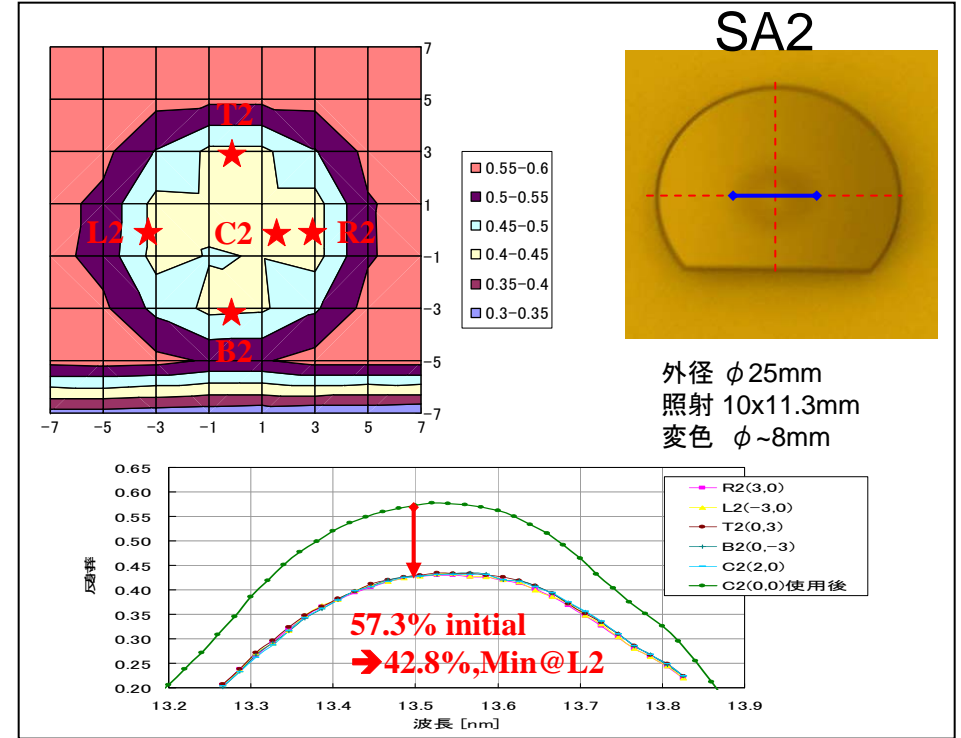 SA2
7
5
3
1
-1
-3
-5
-7
-7 -5 -3 -1 1 3 5 7
T2
L2 C2 R2
B2
0.55-0.6
0.5-0.55
0.45-0.5
0.4-0.45
0.35-0.4
0.3-0.35
外径 φ25mm
照射 10x11.3mm
変色 φ~8mm
0.65
0.60
0.55
0.50
0.45
0.40
0.35
0.30
0.25
0.20
反射率
13.2 13.3 13.4 13.5 13.6 13.7 13.8 13.9
波長 [nm]
R2(3,0)
L2(-3,0)
T2(0,3)
B2(0,-3)
C2(2,0)
C2(0,0)使用後
57.3% initial
➔42.8%,Min@L2